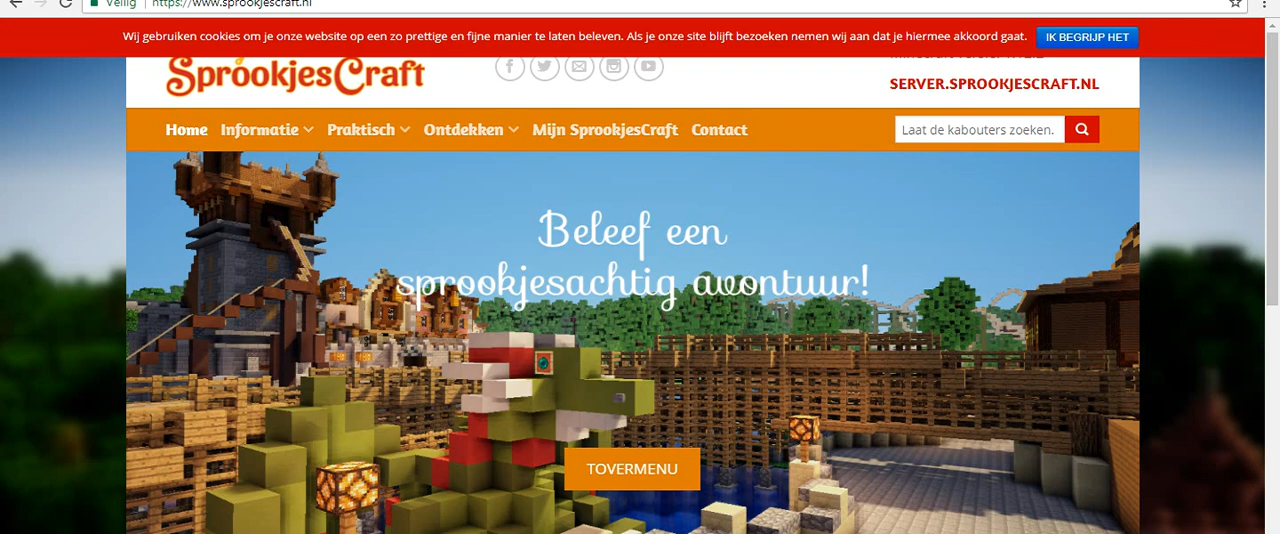 Veilig
https://www.sprookjescraft.nl
Wij gebruiken cookies om je onze website op een zo prettige en fijne manier te laten beleven. Als je onze site blijft bezoeken nemen wij aan dat je hiermee akkoord gaat.
IK BEGRIJP HET
SprookjesCraft
SERVER.SPROOKJESCRAFT.NL
Home Informatie Praktisch Ontdekken Mijn SprookjesCraft Contact
Laat de kabouters zoeken.
Beleef een
sprookjesachtig avontuur!
TOVERMENU